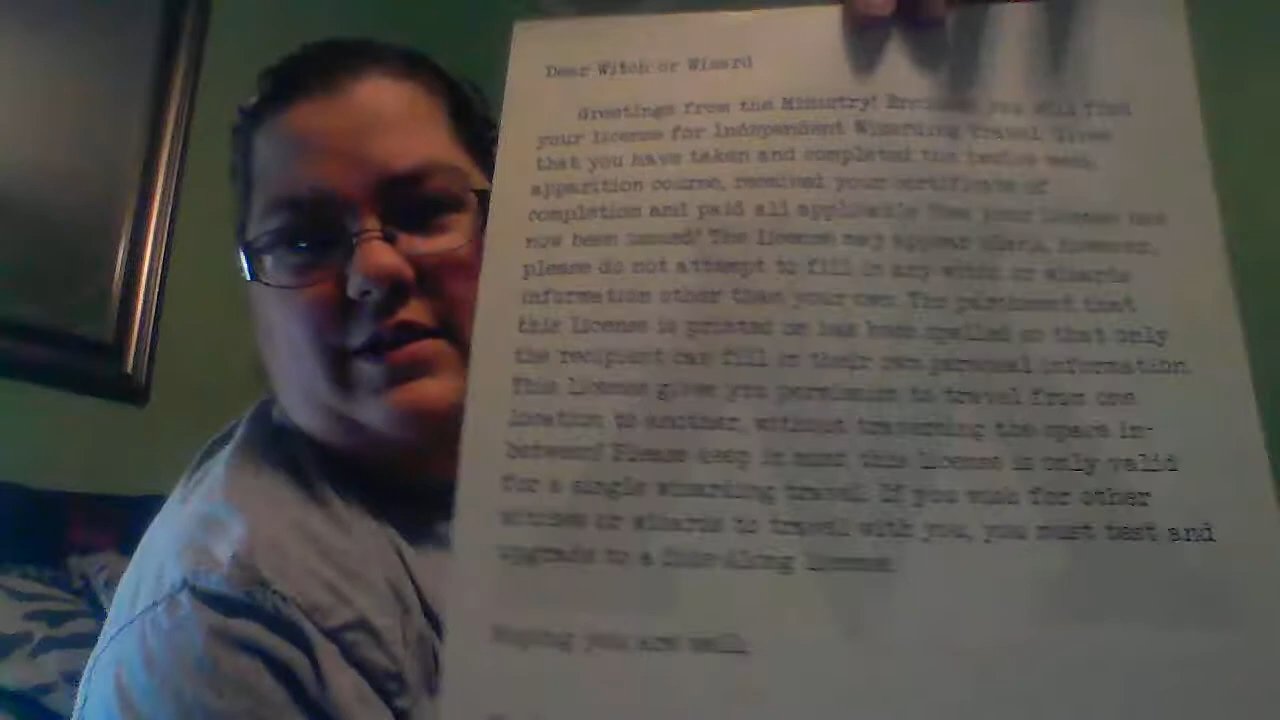 Dear Witch or Wizard
Greetings from the Ministry! Enclosed you will find
your license for Independent Wizarding Travel.
that you have taken and completed the twelve week
apparition course, received your certificate of
completion and paid all applicable fees your license has
now been issued! The license may appear blank, however,
please do not attempt to fill in any witch or wizards
information other than your own. The parchment that
this license is printed on has been spelled so that only
the recipient can fill in their own personal information.
This license gives you permission to travel from one
location to another, without traversing the space in-
between! Please keep in mind this license is only valid
for a single wizarding travel. If you wish for other
witches or wizards to travel with you, you must test and
upgrade to a Side-Along license.
Hoping you are well,